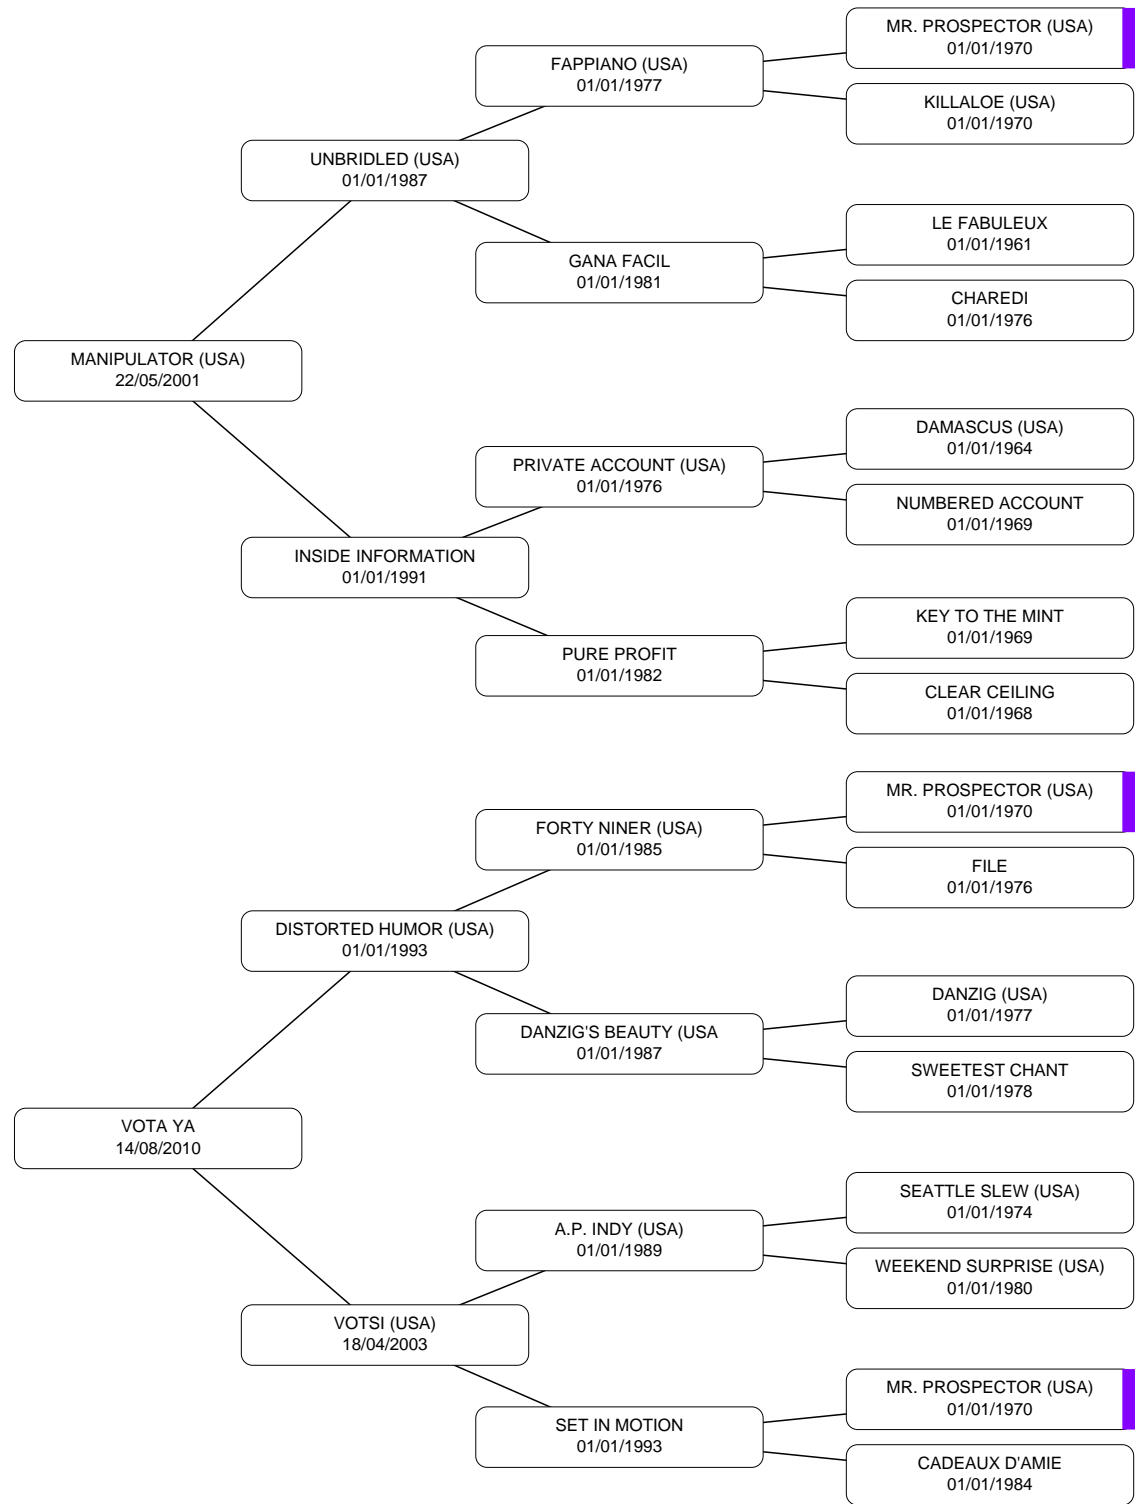 MR. PROSPECTOR (USA)
01/01/1970
FAPPIANO (USA)
01/01/1977
KILLALOE (USA)
01/01/1970
UNBRIDLED (USA)
01/01/1987
LE FABULEUX
01/01/1961
GANA FACIL
01/01/1981
CHAREDI
01/01/1976
MANIPULATOR (USA)
22/05/2001
DAMASCUS (USA)
01/01/1964
PRIVATE ACCOUNT (USA)
01/01/1976
NUMBERED ACCOUNT
01/01/1969
INSIDE INFORMATION
01/01/1991
KEY TO THE MINT
01/01/1969
PURE PROFIT
01/01/1982
CLEAR CEILING
01/01/1968
MR. PROSPECTOR (USA)
01/01/1970
FORTY NINER (USA)
01/01/1985
FILE
01/01/1976
DISTORTED HUMOR (USA)
01/01/1993
DANZIG (USA)
01/01/1977
DANZIG'S BEAUTY (USA
01/01/1987
SWEETEST CHANT
01/01/1978
VOTA YA
14/08/2010
SEATTLE SLEW (USA)
01/01/1974
A.P. INDY (USA)
01/01/1989
WEEKEND SURPRISE (USA)
01/01/1980
VOTSI (USA)
18/04/2003
MR. PROSPECTOR (USA)
01/01/1970
SET IN MOTION
01/01/1993
CADEAUX D'AMIE
01/01/1984